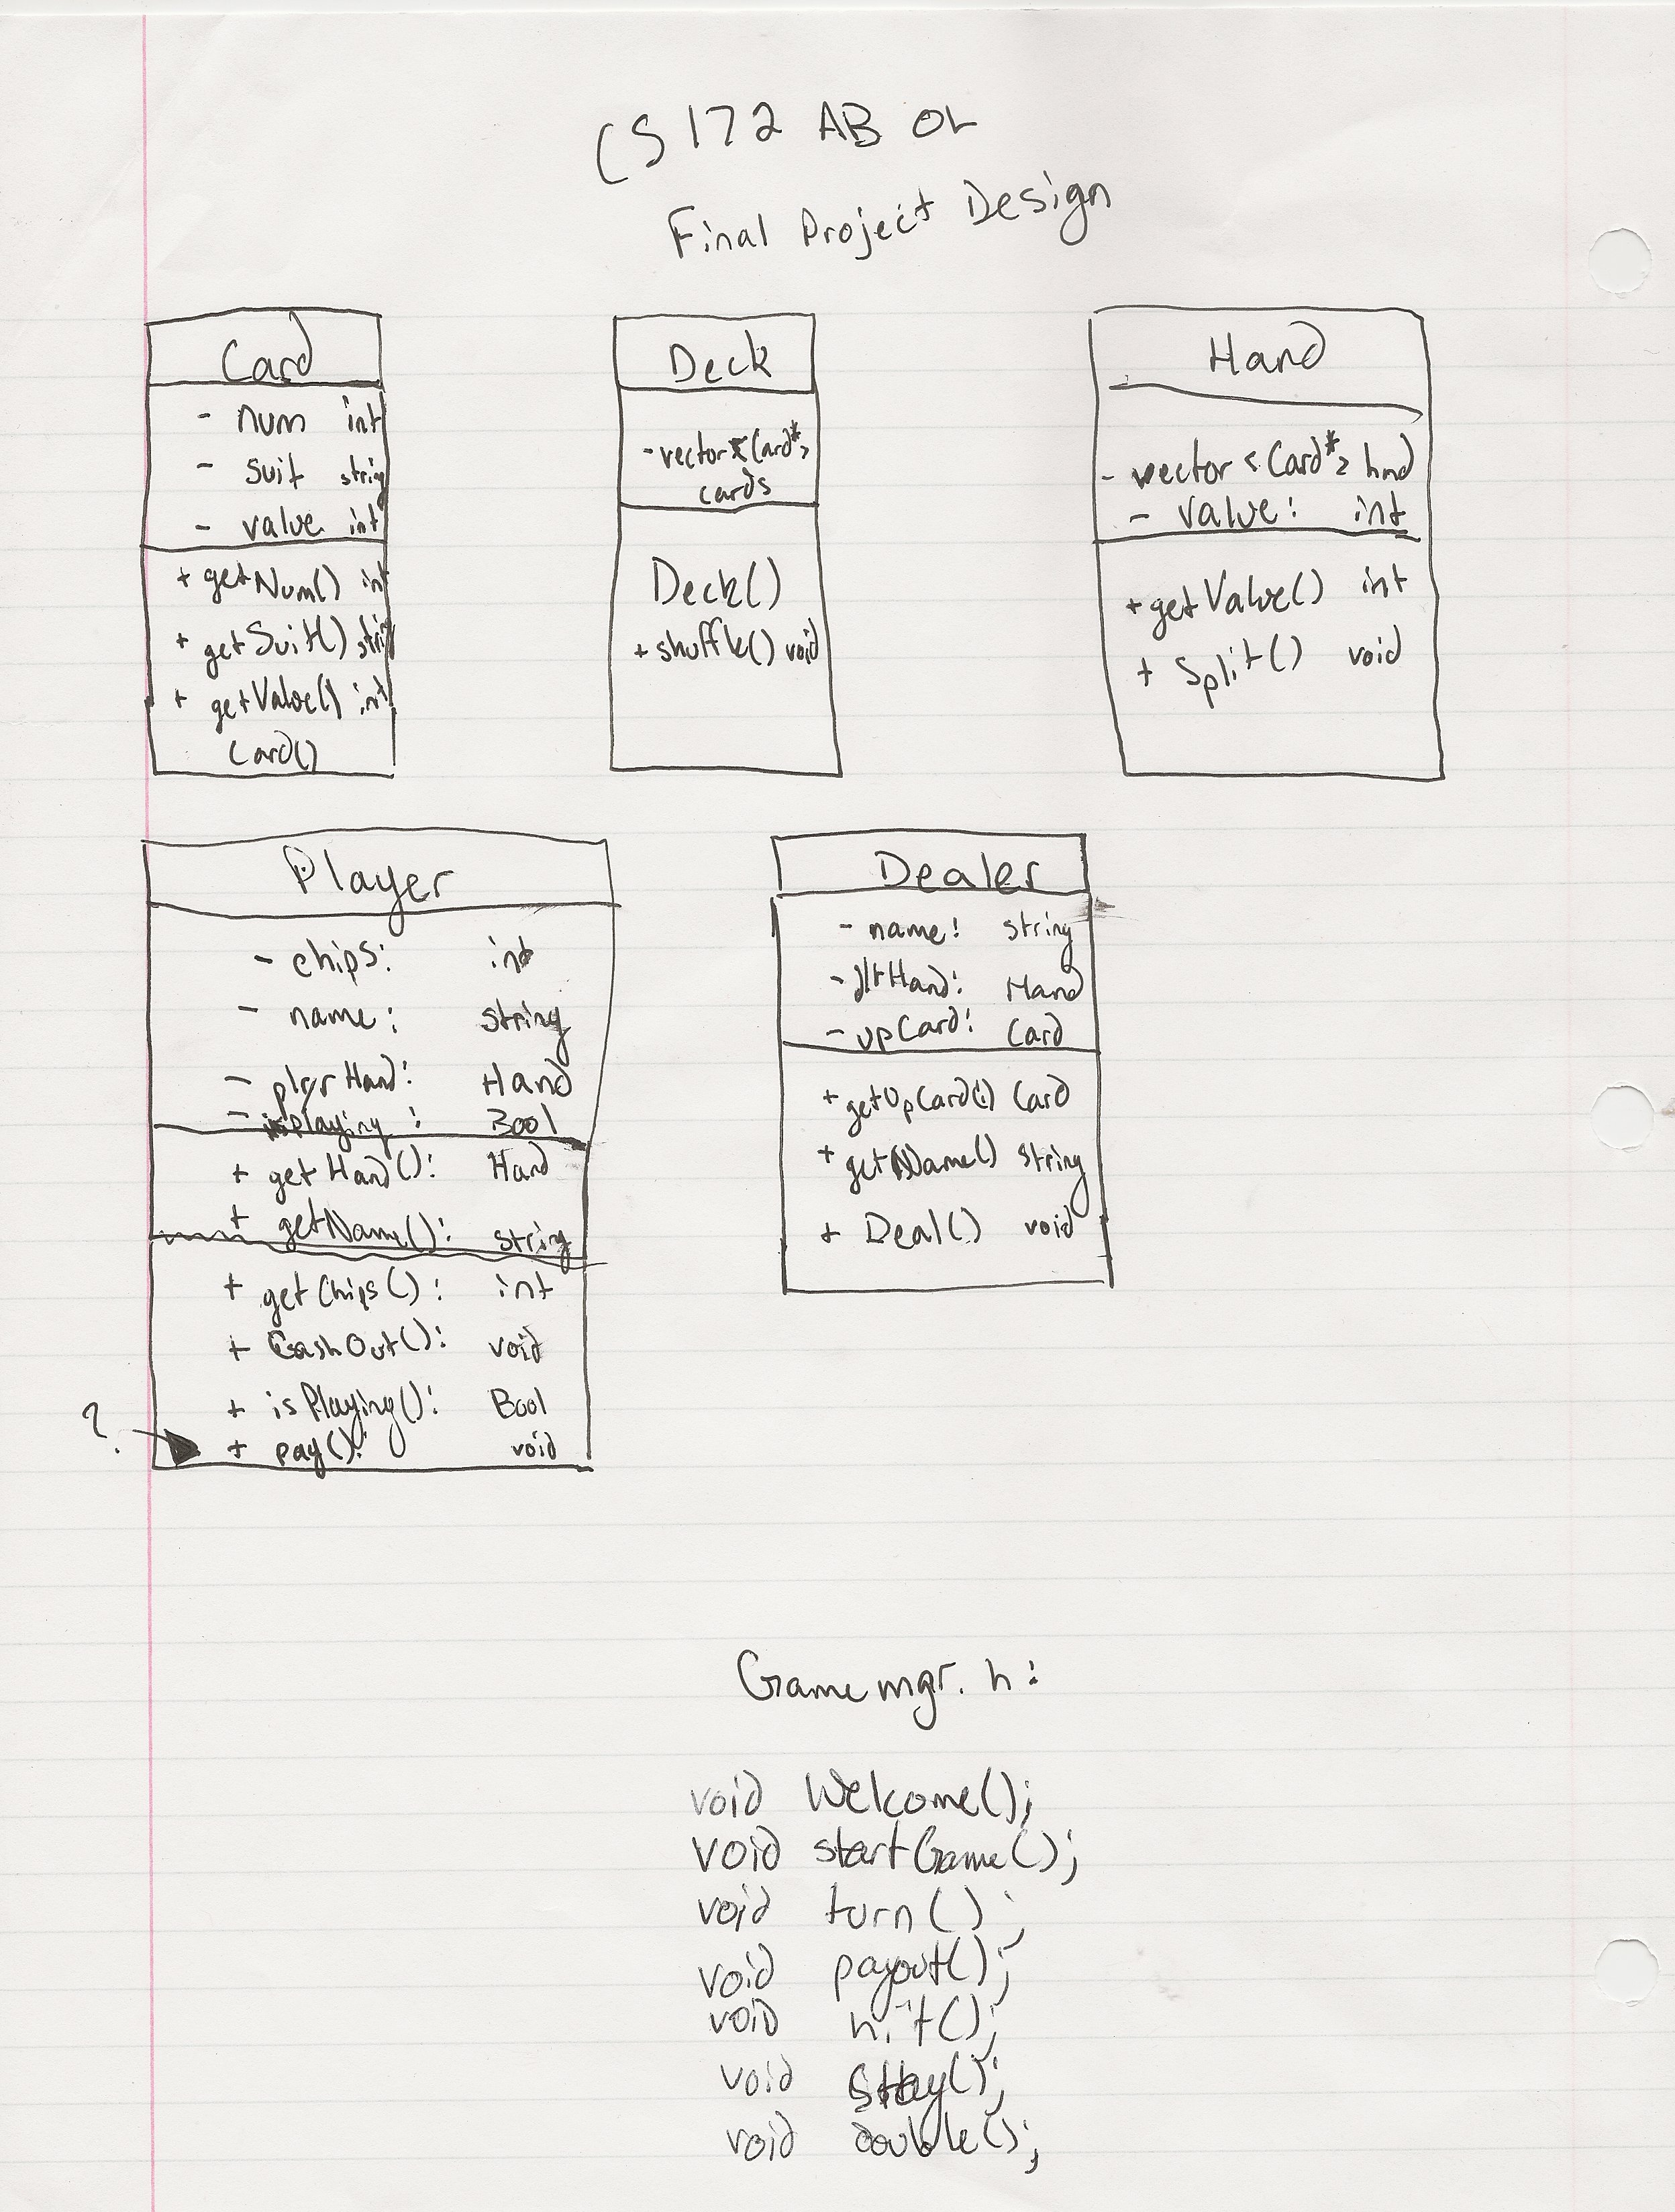 CS 172 AB OL
Final Project Design
Card
- num int
- suit string
- value int
+ getNum() int
+ getSuit() string
+ getValue() int
Card()
Deck
- vector<Card*>
cards
Deck()
+ shuffle() void
Hand
- vector<Card*> hnd
- value: int
+ getValue() int
+ Split() void
Player
- chips: int
- name: string
- plyrHand: Hand
- isPlaying: Bool
+ getHand(): Hand
+ getName(): string
+ getChips(): int
+ CashOut(): void
+ isPlaying(): Bool
? + pay(): void
Dealer
- name: string
- dlrHand: Hand
- upCard: Card
+ getUpCard() Card
+ getName() string
+ Deal() void
Gamemgr.h:
void Welcome();
void startGame();
void turn();
void payout();
void hit();
void stay();
void double();